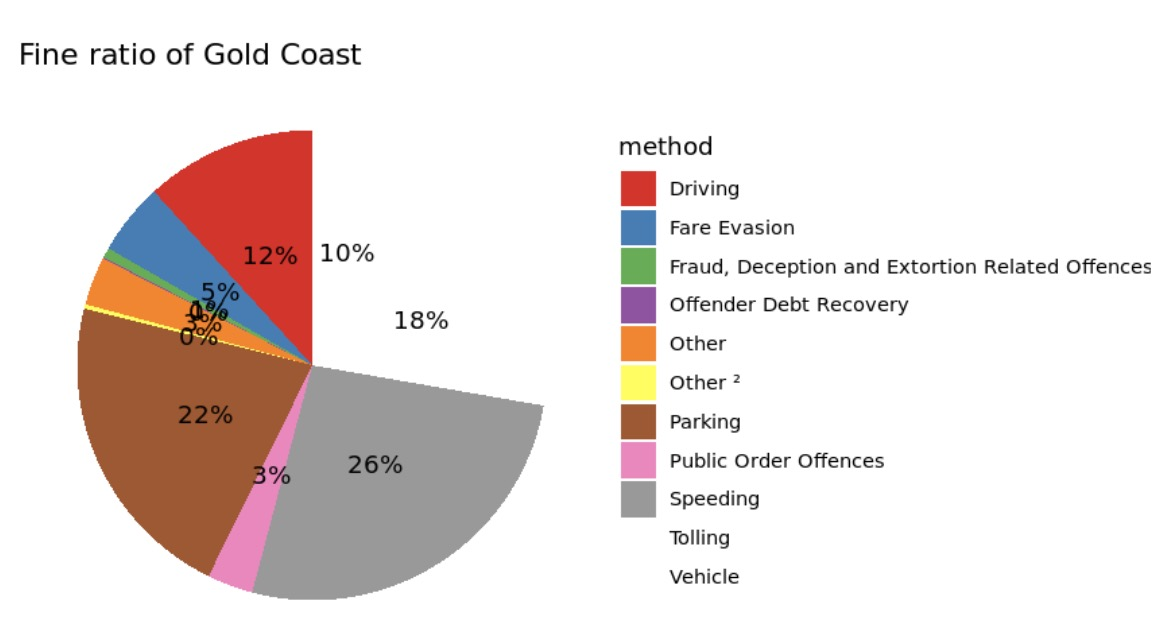 Fine ratio of Gold Coast
method
Driving
Fare Evasion
Fraud, Deception and Extortion Related Offences
Offender Debt Recovery
Other
Other ²
Parking
Public Order Offences
Speeding
Tolling
Vehicle
12%
10%
5%
3%
0%
18%
22%
3%
26%